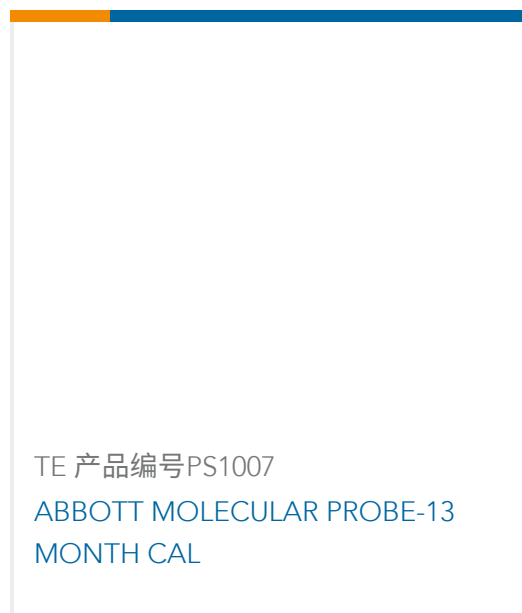 TE 产品编号PS1007
ABBOTT MOLECULAR PROBE-13
MONTH CAL